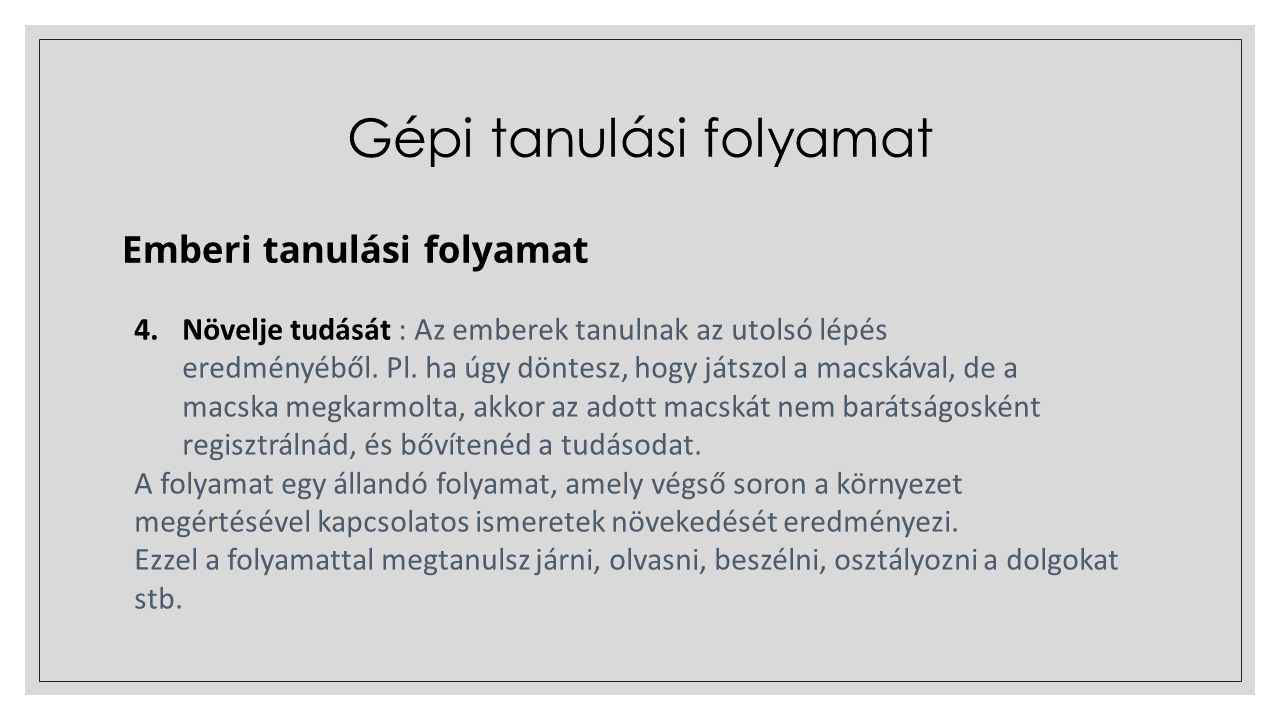 Gépi tanulási folyamat
Emberi tanulási folyamat
4. Növelje tudását : Az emberek tanulnak az utolsó lépés
eredményéből. Pl. ha úgy döntesz, hogy játszol a macskával, de a
macska megkarmolta, akkor az adott macskát nem barátságosként
regisztrálnád, és bővítenéd a tudásodat.
A folyamat egy állandó folyamat, amely végső soron a környezet
megértésével kapcsolatos ismeretek növekedését eredményezi.
Ezzel a folyamattal megtanulsz járni, olvasni, beszélni, osztályozni a dolgokat
stb.